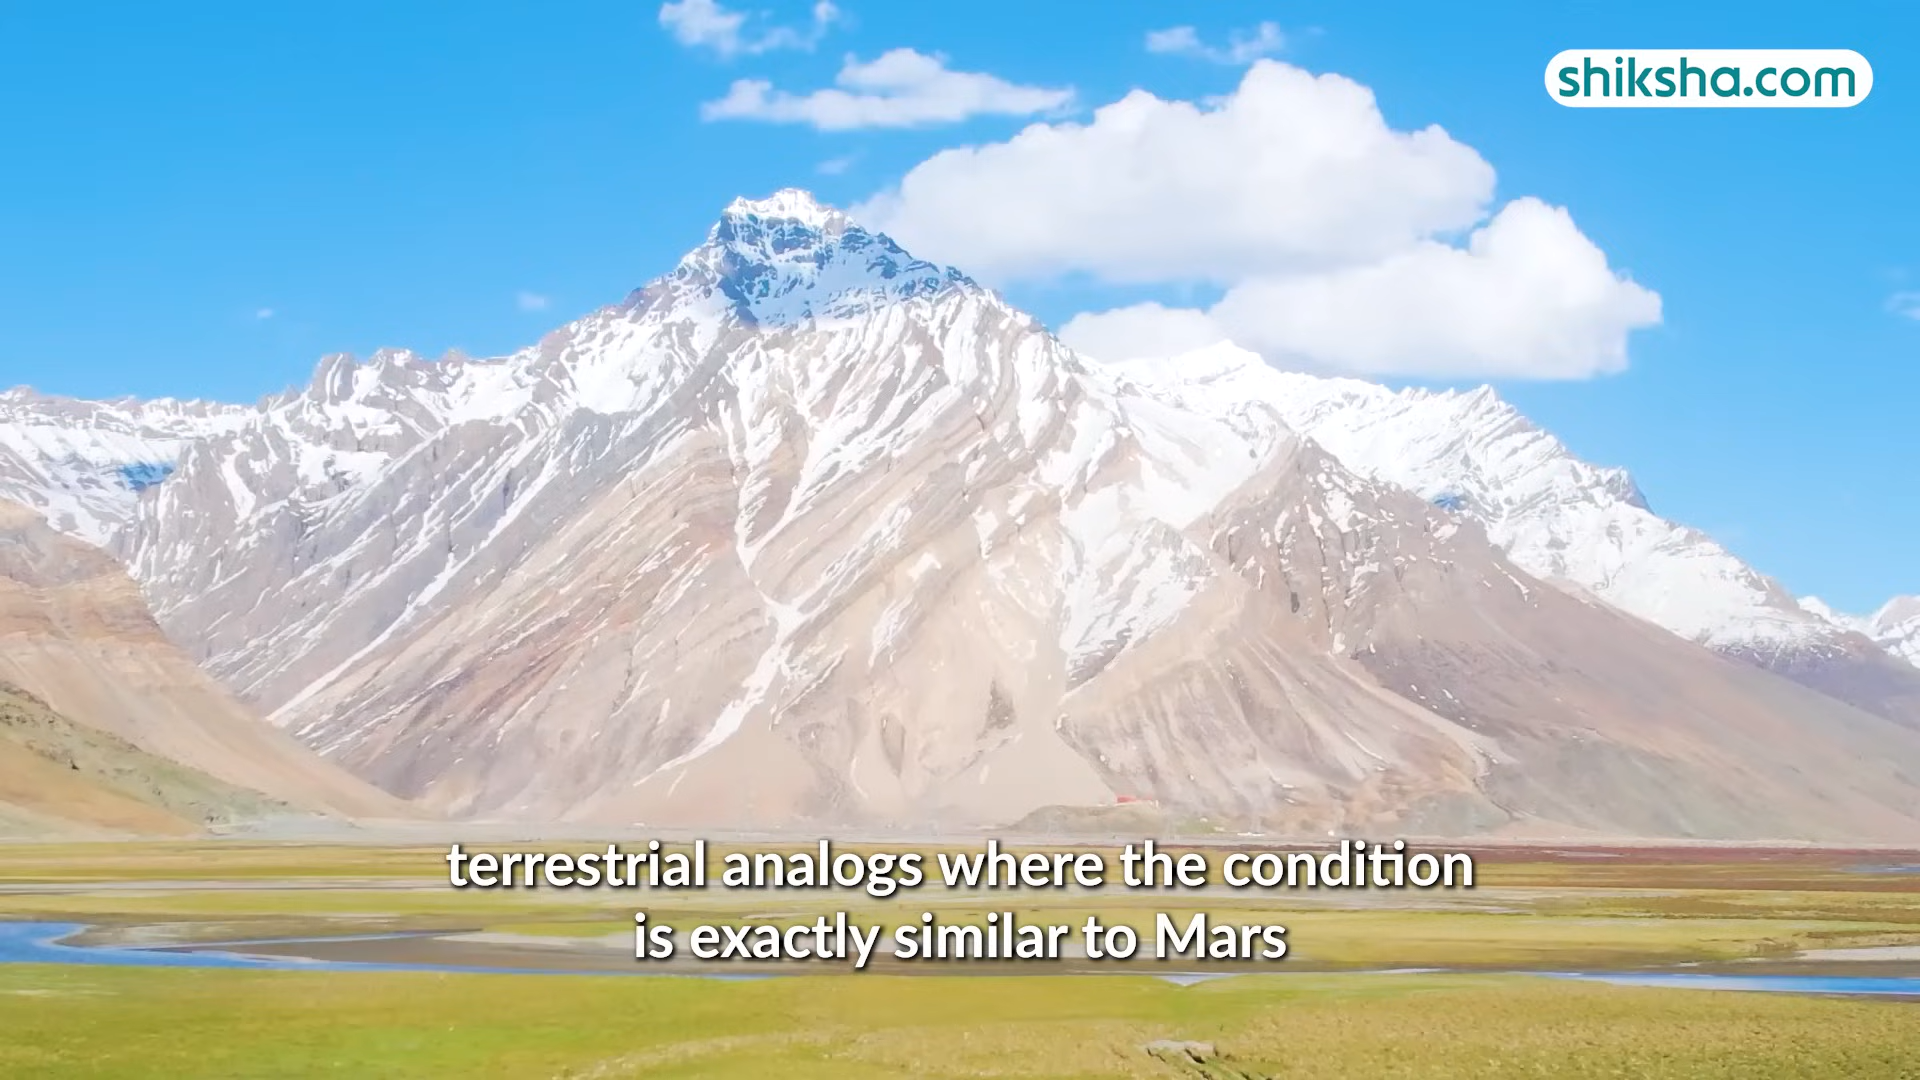 shiksha.com
terrestrial analogs where the condition
is exactly similar to Mars